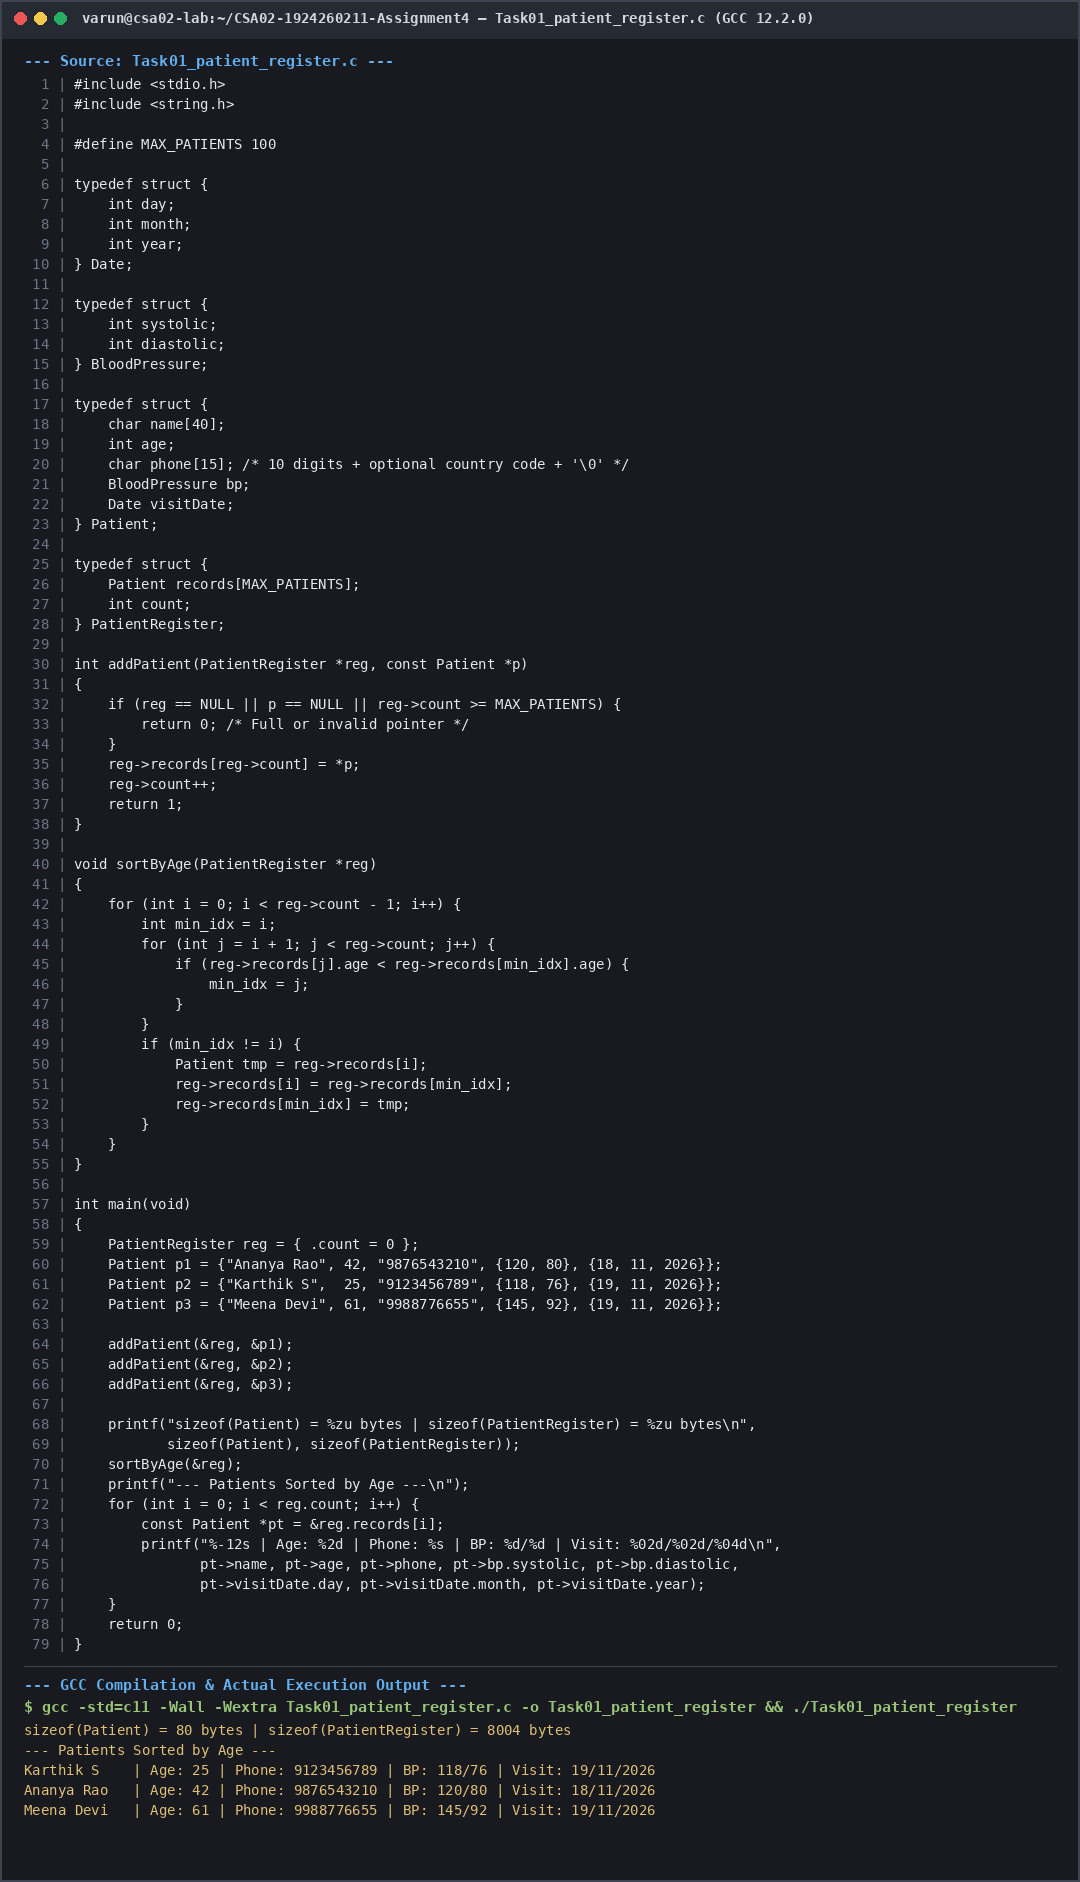 varun@csa02-lab:~/CSA02-1924260211-Assignment4 — Task01_patient_register.c (GCC 12.2.0)
--- Source: Task01_patient_register.c ---
1 | #include <stdio.h>
2 | #include <string.h>
3 |
4 | #define MAX_PATIENTS 100
5 |
6 | typedef struct {
7 |     int day;
8 |     int month;
9 |     int year;
10 | } Date;
11 |
12 | typedef struct {
13 |     int systolic;
14 |     int diastolic;
15 | } BloodPressure;
16 |
17 | typedef struct {
18 |     char name[40];
19 |     int age;
20 |     char phone[15]; /* 10 digits + optional country code + '\0' */
21 |     BloodPressure bp;
22 |     Date visitDate;
23 | } Patient;
24 |
25 | typedef struct {
26 |     Patient records[MAX_PATIENTS];
27 |     int count;
28 | } PatientRegister;
29 |
30 | int addPatient(PatientRegister *reg, const Patient *p)
31 | {
32 |     if (reg == NULL || p == NULL || reg->count >= MAX_PATIENTS) {
33 |         return 0; /* Full or invalid pointer */
34 |     }
35 |     reg->records[reg->count] = *p;
36 |     reg->count++;
37 |     return 1;
38 | }
39 |
40 | void sortByAge(PatientRegister *reg)
41 | {
42 |     for (int i = 0; i < reg->count - 1; i++) {
43 |         int min_idx = i;
44 |         for (int j = i + 1; j < reg->count; j++) {
45 |             if (reg->records[j].age < reg->records[min_idx].age) {
46 |                 min_idx = j;
47 |             }
48 |         }
49 |         if (min_idx != i) {
50 |             Patient tmp = reg->records[i];
51 |             reg->records[i] = reg->records[min_idx];
52 |             reg->records[min_idx] = tmp;
53 |         }
54 |     }
55 | }
56 |
57 | int main(void)
58 | {
59 |     PatientRegister reg = { .count = 0 };
60 |     Patient p1 = {"Ananya Rao", 42, "9876543210", {120, 80}, {18, 11, 2026}};
61 |     Patient p2 = {"Karthik S",  25, "9123456789", {118, 76}, {19, 11, 2026}};
62 |     Patient p3 = {"Meena Devi", 61, "9988776655", {145, 92}, {19, 11, 2026}};
63 |
64 |     addPatient(&reg, &p1);
65 |     addPatient(&reg, &p2);
66 |     addPatient(&reg, &p3);
67 |
68 |     printf("sizeof(Patient) = %zu bytes | sizeof(PatientRegister) = %zu bytes\n",
69 |            sizeof(Patient), sizeof(PatientRegister));
70 |     sortByAge(&reg);
71 |     printf("--- Patients Sorted by Age ---\n");
72 |     for (int i = 0; i < reg.count; i++) {
73 |         const Patient *pt = &reg.records[i];
74 |         printf("%-12s | Age: %2d | Phone: %s | BP: %d/%d | Visit: %02d/%02d/%04d\n",
75 |                pt->name, pt->age, pt->phone, pt->bp.systolic, pt->bp.diastolic,
76 |                pt->visitDate.day, pt->visitDate.month, pt->visitDate.year);
77 |     }
78 |     return 0;
79 | }
--- GCC Compilation & Actual Execution Output ---
$ gcc -std=c11 -Wall -Wextra Task01_patient_register.c -o Task01_patient_register && ./Task01_patient_register
sizeof(Patient) = 80 bytes | sizeof(PatientRegister) = 8004 bytes
--- Patients Sorted by Age ---
Karthik S    | Age: 25 | Phone: 9123456789 | BP: 118/76 | Visit: 19/11/2026
Ananya Rao   | Age: 42 | Phone: 9876543210 | BP: 120/80 | Visit: 18/11/2026
Meena Devi   | Age: 61 | Phone: 9988776655 | BP: 145/92 | Visit: 19/11/2026